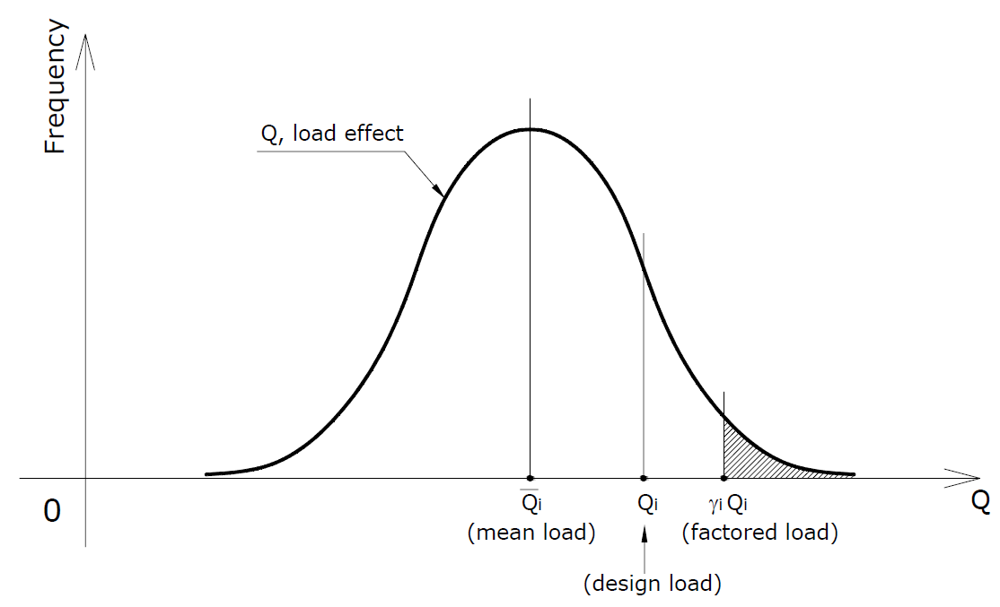 Frequency
Q, load effect
0
Q̅i
Qi
γi Qi
Q
(mean load)
(factored load)
(design load)